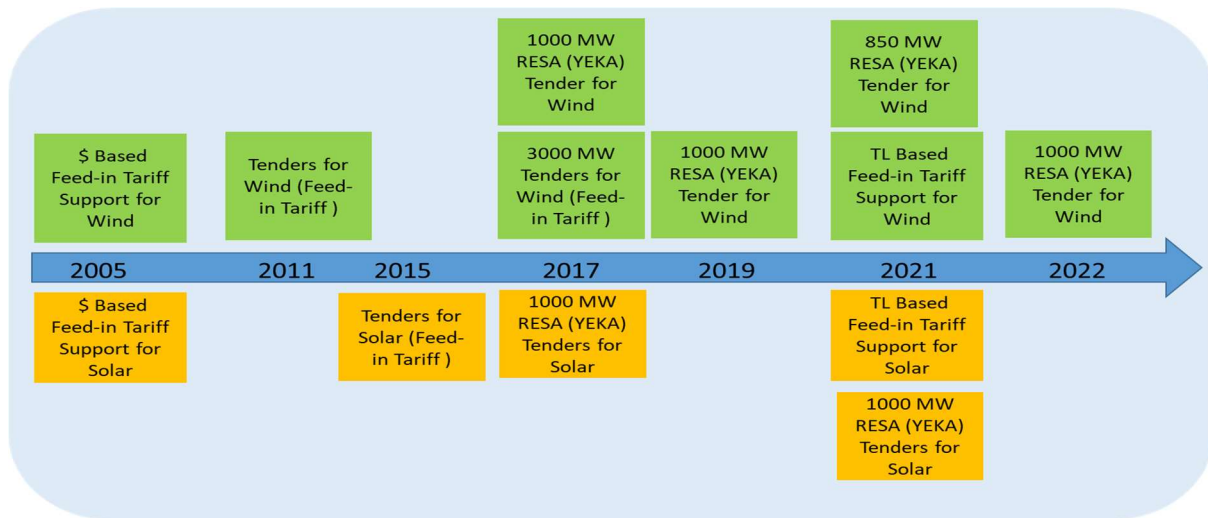 1000 MW
RESA (YEKA)
Tender for
Wind
850 MW
RESA (YEKA)
Tender for
Wind
$ Based
Feed-in Tariff
Support for
Wind
Tenders for
Wind (Feed-
in Tariff )
3000 MW
Tenders for
Wind (Feed-
in Tariff )
1000 MW
RESA (YEKA)
Tender for
Wind
TL Based
Feed-in Tariff
Support for
Wind
1000 MW
RESA (YEKA)
Tender for
Wind
2005 2011 2015 2017 2019 2021 2022
$ Based
Feed-in Tariff
Support for
Solar
Tenders for
Solar (Feed-
in Tariff )
1000 MW
RESA (YEKA)
Tenders for
Solar
TL Based
Feed-in Tariff
Support for
Solar
1000 MW
RESA (YEKA)
Tenders for
Solar